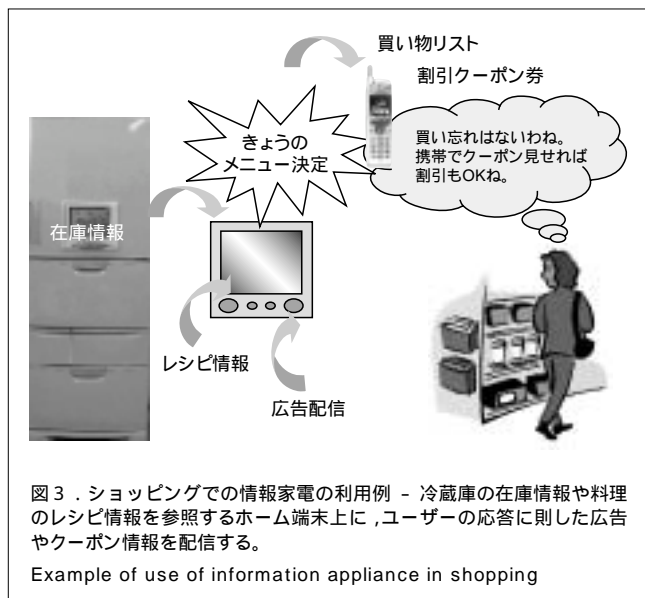 買い物リスト
割引クーポン券
きょうの
メニュー決定
買い忘れはないわね。
携帯でクーポン見せれば
割引もOKね。
在庫情報
レシピ情報
広告配信
図3．ショッピングでの情報家電の利用例 － 冷蔵庫の在庫情報や料理
のレシピ情報を参照するホーム端末上に,ユーザーの応答に則した広告
やクーポン情報を配信する。
Example of use of information appliance in shopping